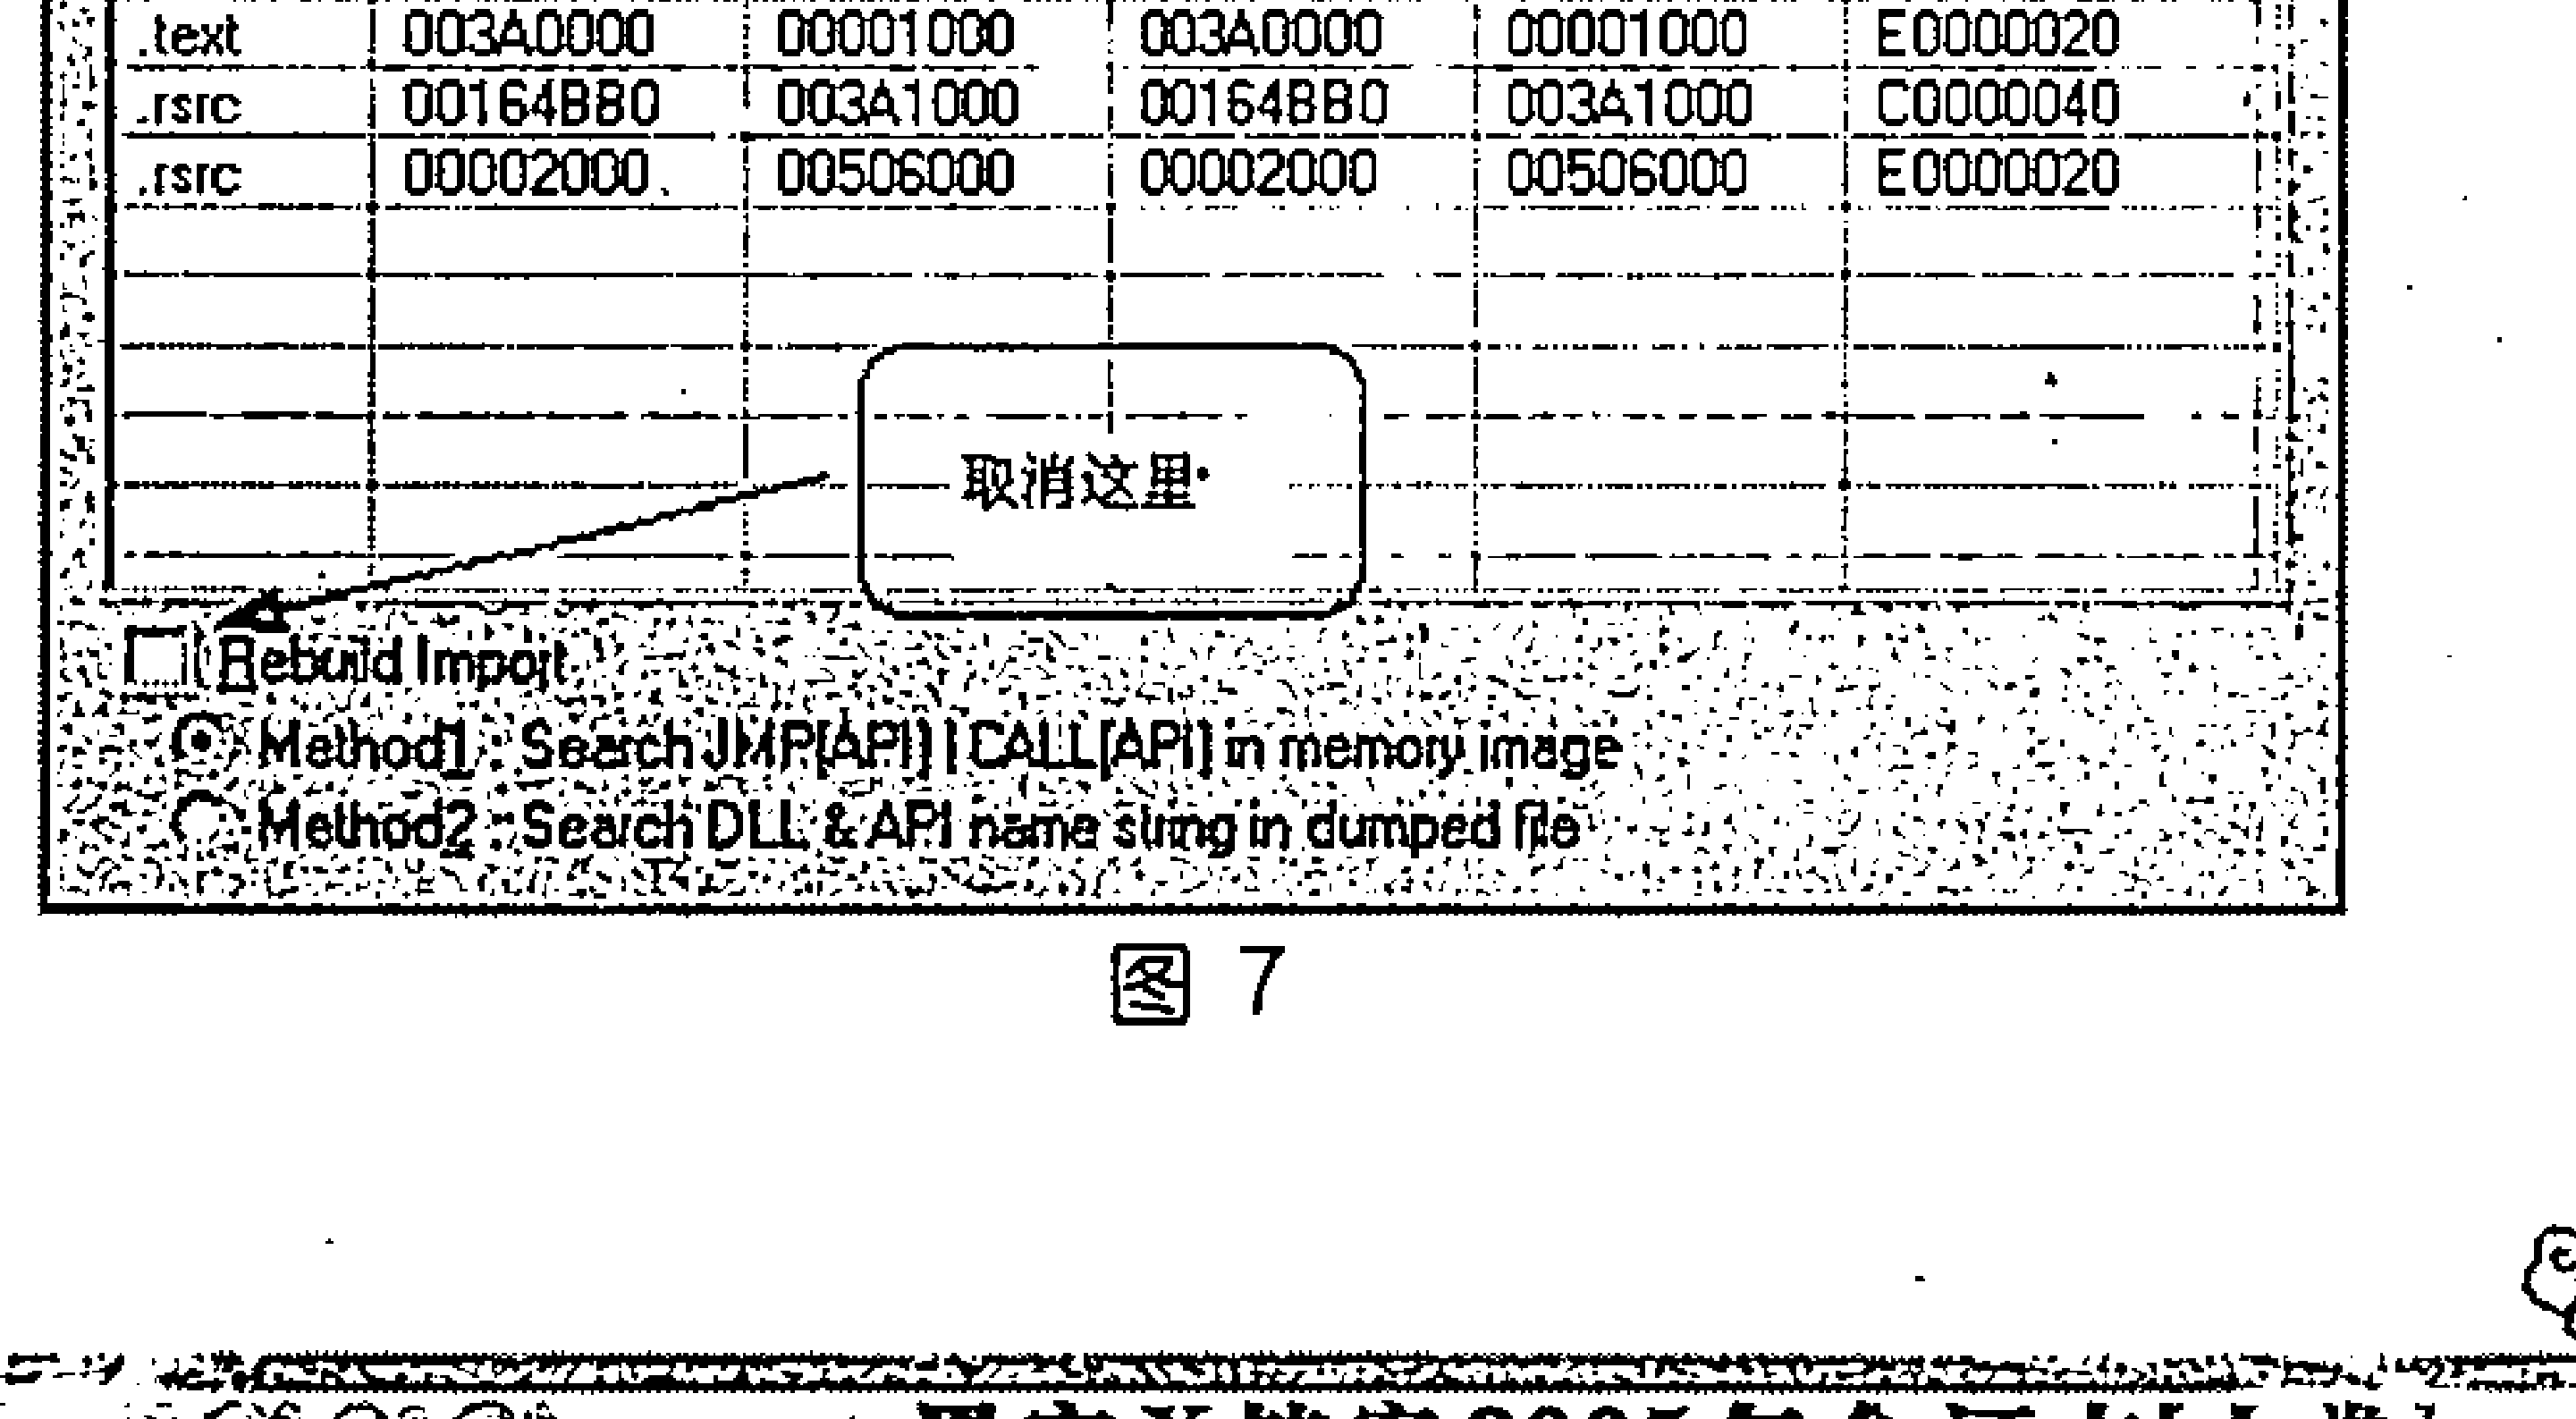 .text 003A0000 00001000 003A0000 00001000 E0000020
.rsrc 00164BB0 003A1000 00164BB0 003A1000 C0000040
.rsrc 00002000 00506000 00002000 00506000 E0000020
取消这里
Rebuild Import
Method1 : Search JMP[API] | CALL[API] in memory image
Method2 : Search DLL & API name string in dumped file
图 7